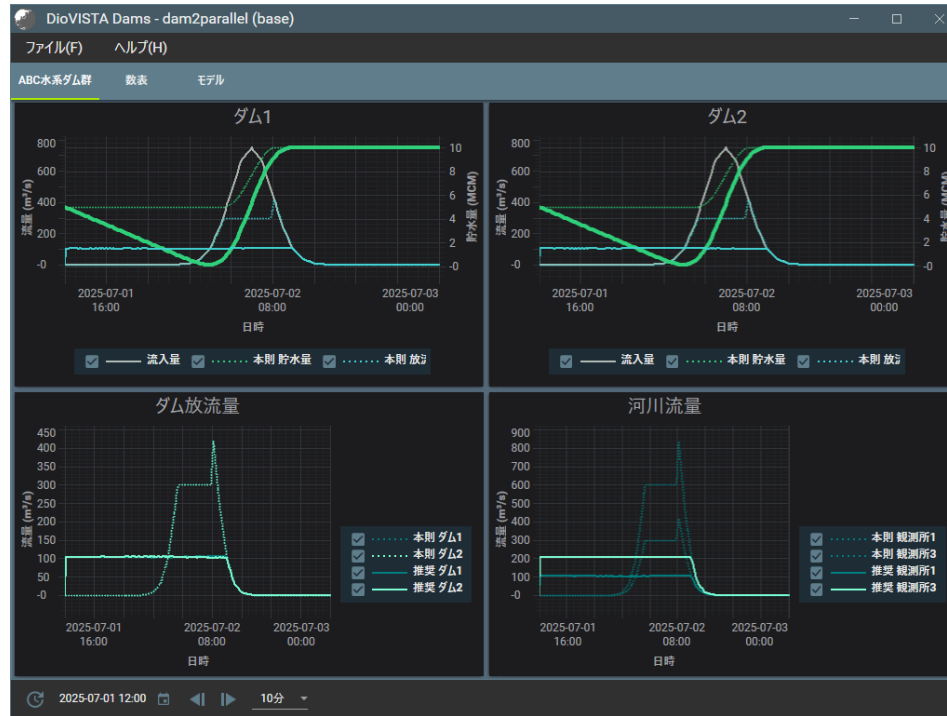 DioVISTA Dams - dam2parallel (base)
ファイル(F) ヘルプ(H)
ABC水系ダム群 数表 モデル
ダム1
流量 (m³/s)
800
600
400
200
-0
10
8
6
4
2
-0
貯水量 (MCM)
2025-07-01 16:00
2025-07-02 08:00
2025-07-03 00:00
日時
流入量 本則 貯水量 本則 放
ダム2
流量 (m³/s)
800
600
400
200
-0
10
8
6
4
2
-0
貯水量 (MCM)
2025-07-01 16:00
2025-07-02 08:00
2025-07-03 00:00
日時
流入量 本則 貯水量 本則 放
ダム放流量
流量 (m³/s)
450
400
350
300
250
200
150
100
50
-0
2025-07-01 16:00
2025-07-02 08:00
2025-07-03 00:00
日時
本則 ダム1
本則 ダム2
推奨 ダム1
推奨 ダム2
河川流量
流量 (m³/s)
900
800
700
600
500
400
300
200
100
-0
2025-07-01 16:00
2025-07-02 08:00
2025-07-03 00:00
日時
本則 観測所1
本則 観測所3
推奨 観測所1
推奨 観測所3
2025-07-01 12:00 10分